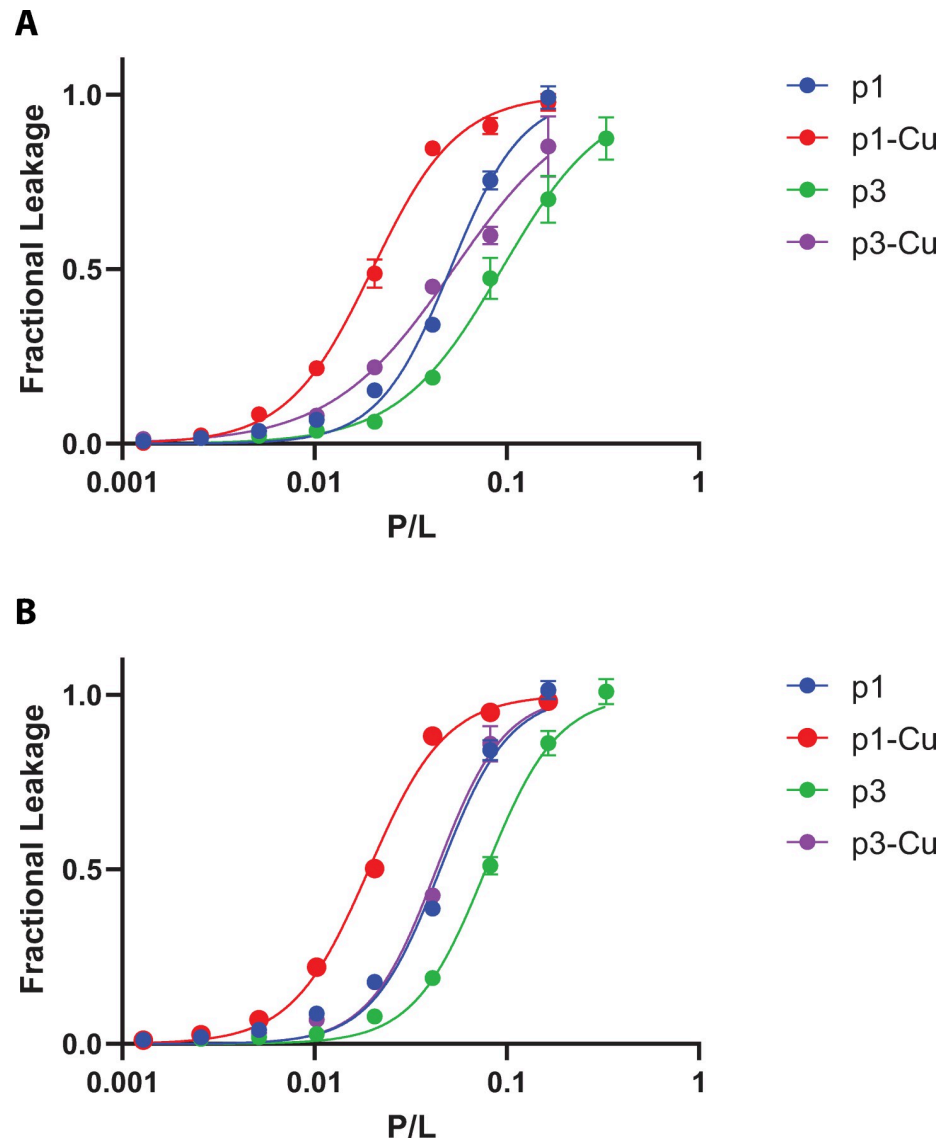 A
Fractional Leakage
1.0
0.5
0.0
0.001 0.01 0.1 1
P/L
p1
p1-Cu
p3
p3-Cu
B
Fractional Leakage
1.0
0.5
0.0
0.001 0.01 0.1 1
P/L
p1
p1-Cu
p3
p3-Cu